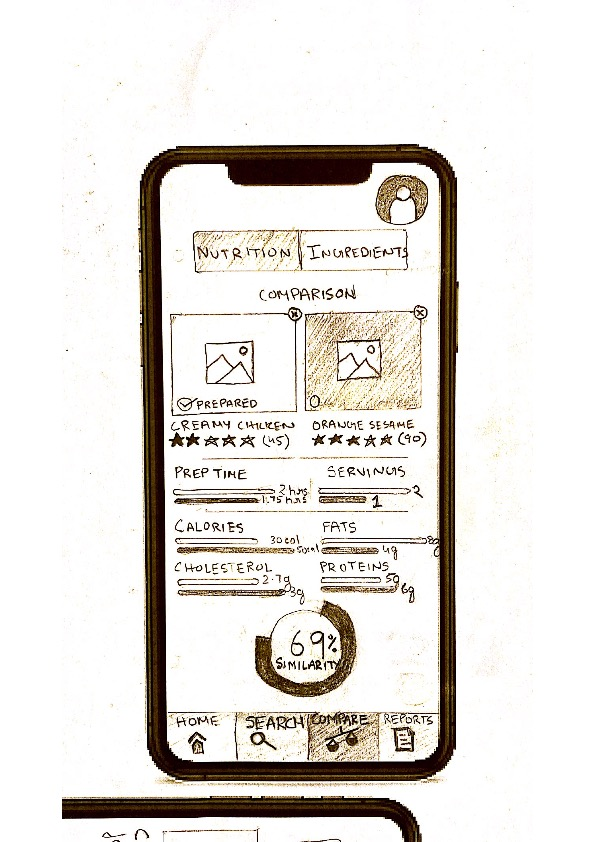 NUTRITION INGREDIENTS
COMPARISON
PREPARED
CREAMY CHICKEN ORANGE SESAME
(45) (90)
PREP TIME SERVINGS
2 hrs 2
1.75 hrs 1
CALORIES FATS
30 cal 8g
50cal 4g
CHOLESTEROL PROTEINS
2.7g 5g
3g 6g
69%
SIMILARITY
HOME SEARCH COMPARE REPORTS